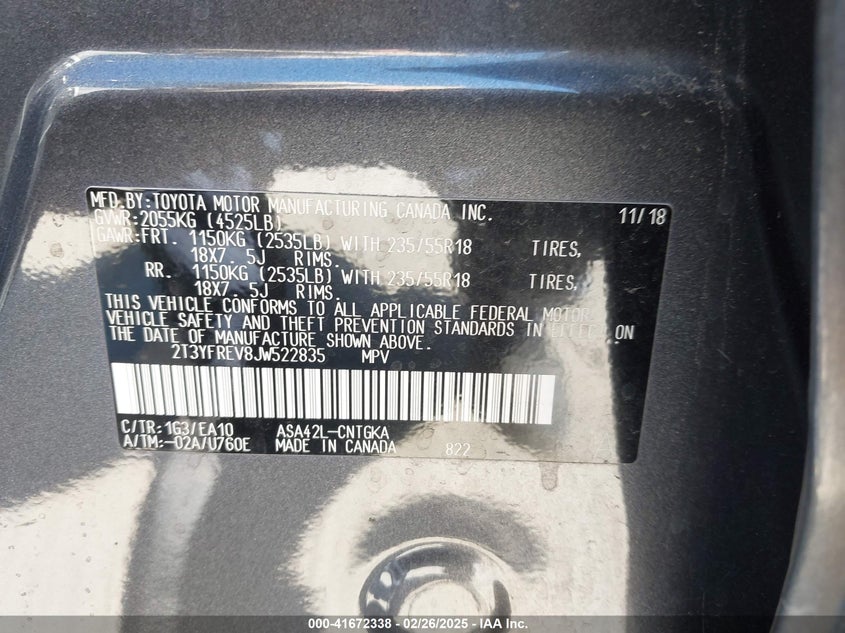 MFD.BY:TOYOTA MOTOR MANUFACTURING CANADA INC. 11/18
GVWR:2055KG (4525LB)
GAWR:FRT. 1150KG (2535LB) WITH 235/55R18 TIRES,
18X7.5J RIMS.
RR. 1150KG (2535LB) WITH 235/55R18 TIRES,
18X7.5J RIMS.
THIS VEHICLE CONFORMS TO ALL APPLICABLE FEDERAL MOTOR
VEHICLE SAFETY AND THEFT PREVENTION STANDARDS IN EFFECT ON
THE DATE OF MANUFACTURE SHOWN ABOVE.
2T3YFREV8JW522835 MPV
C/TR:1G3/EA10 ASA42L-CNTGKA
A/TM:-02A/U760E MADE IN CANADA 822
000-41672338 - 02/26/2025 - IAA Inc.